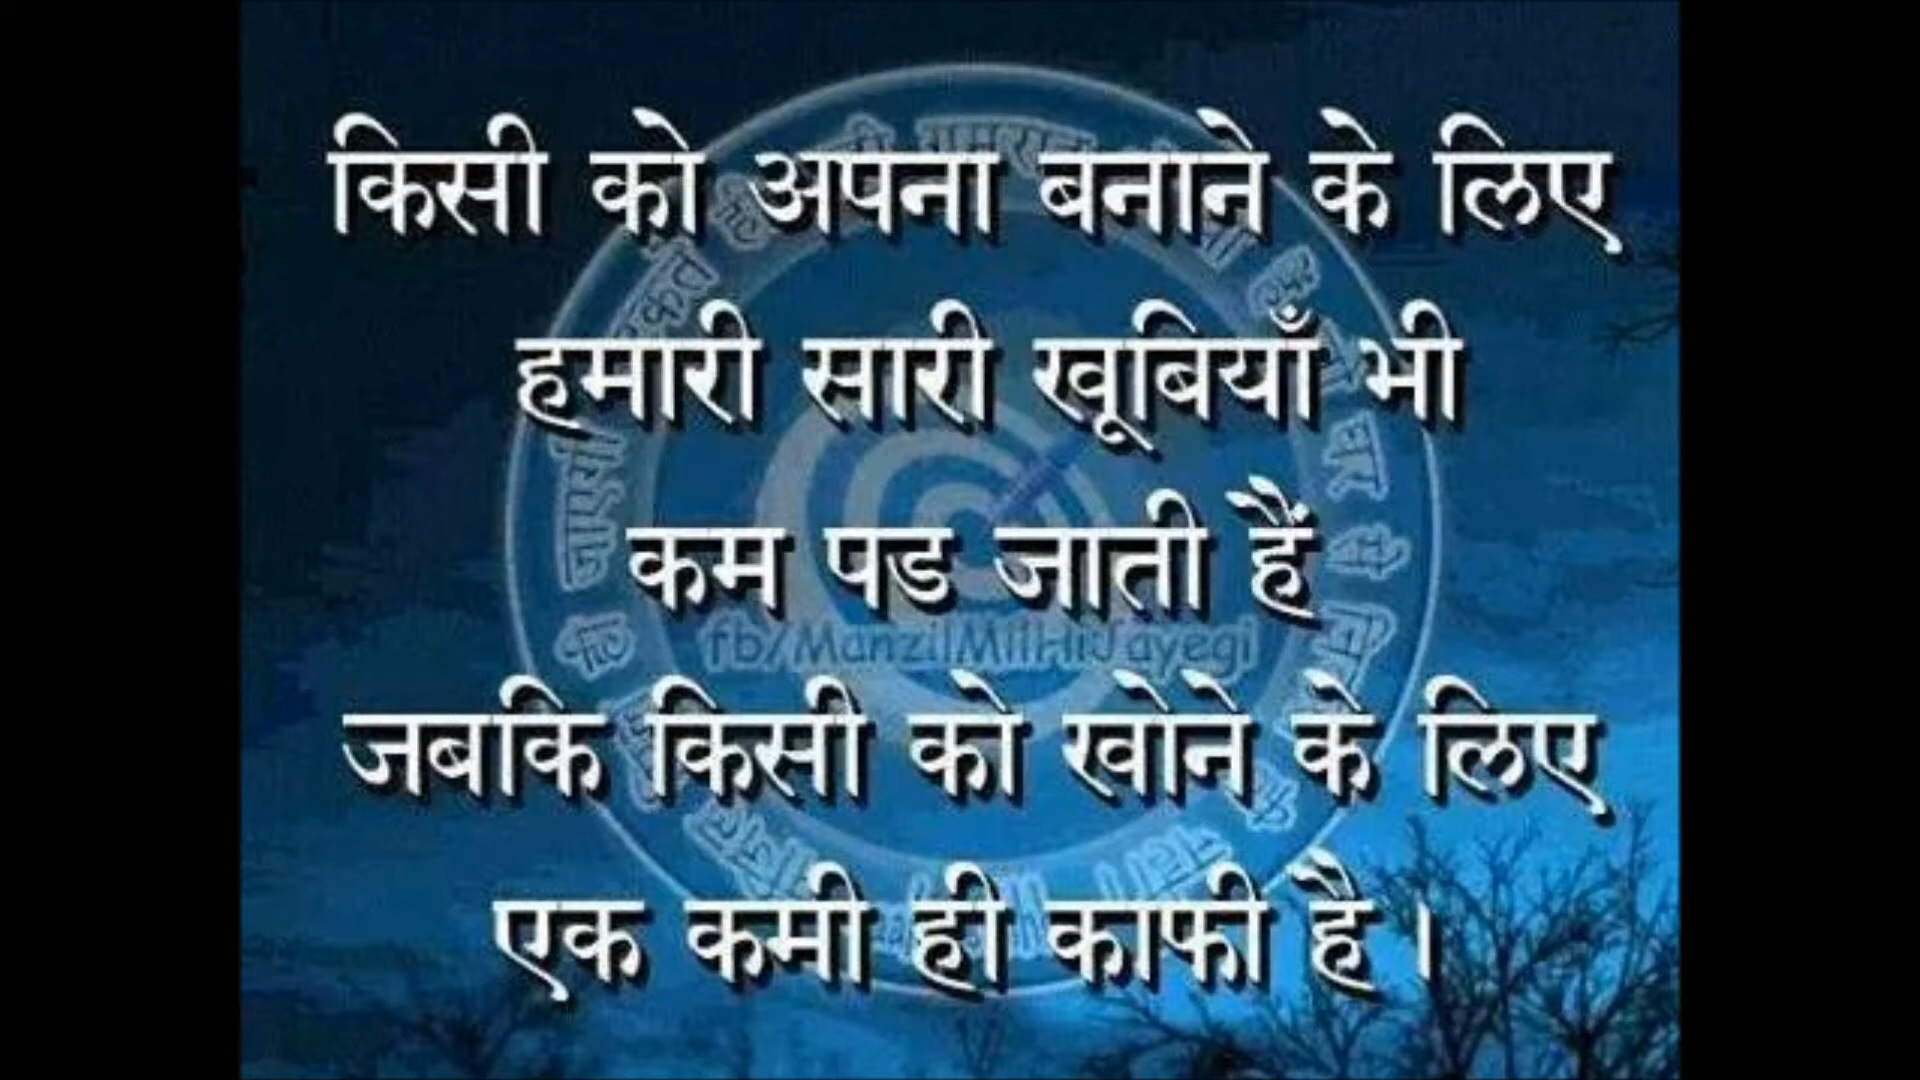 किसी को अपना बनाने के लिए
हमारी सारी खूबियाँ भी
कम पड जाती हैं
fb/ManzilMilHiJayegi
जबकि किसी को खोने के लिए
एक कमी ही काफी है ।